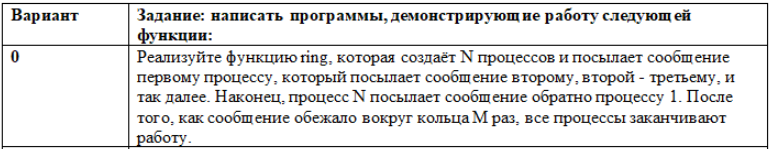 Вариант
Задание: написать программы, демонстрирующие работу следующей
функции:
0
Реализуйте функцию ring, которая создаёт N процессов и посылает сообщение
первому процессу, который посылает сообщение второму, второй - третьему, и
так далее. Наконец, процесс N посылает сообщение обратно процессу 1. После
того, как сообщение обежало вокруг кольца M раз, все процессы заканчивают
работу.